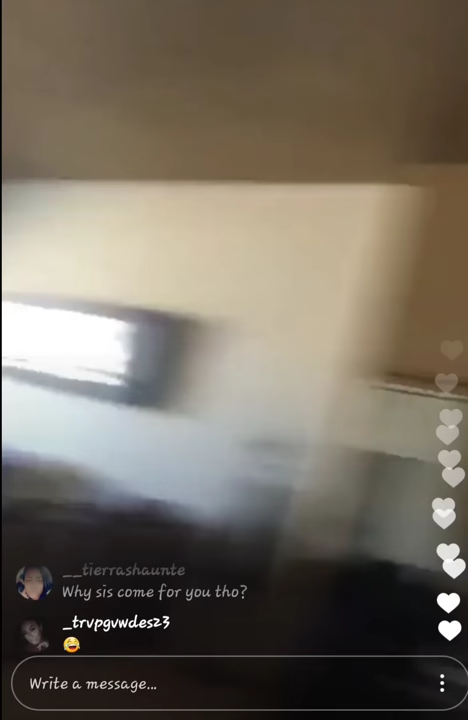 __tierrashaunte
Why sis come for you tho?
_trvpgvwdes23
😂
Write a message...